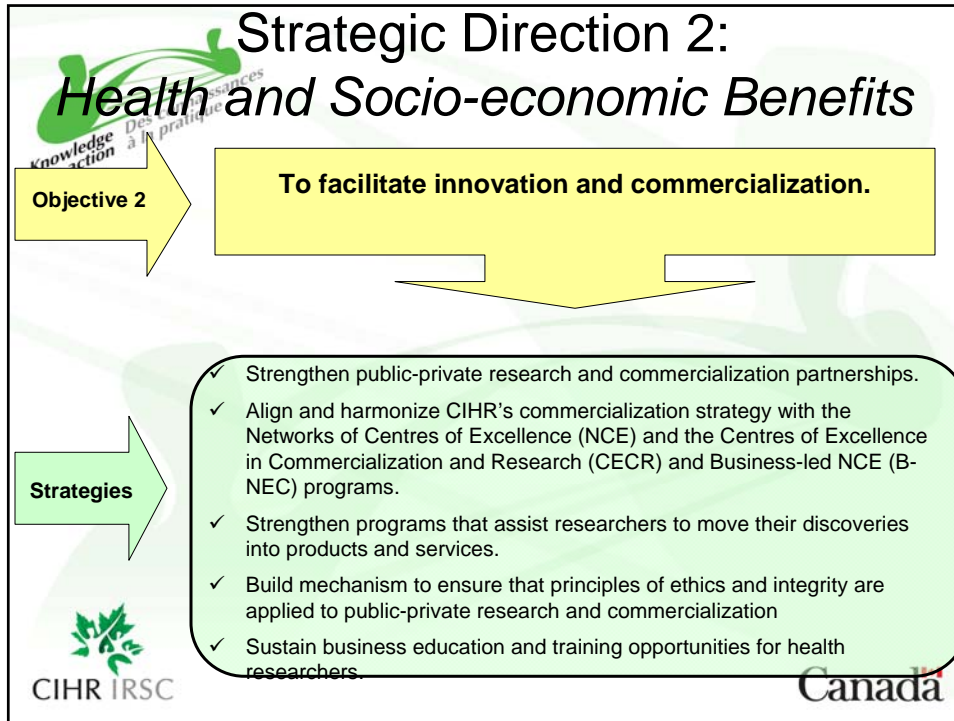 Strategic Direction 2:
Health and Socio-economic Benefits
Des connaissances
à la pratique
Knowledge
action
Objective 2
To facilitate innovation and commercialization.
Strategies
✓ Strengthen public-private research and commercialization partnerships.
✓ Align and harmonize CIHR's commercialization strategy with the
Networks of Centres of Excellence (NCE) and the Centres of Excellence
in Commercialization and Research (CECR) and Business-led NCE (B-
NEC) programs.
✓ Strengthen programs that assist researchers to move their discoveries
into products and services.
✓ Build mechanism to ensure that principles of ethics and integrity are
applied to public-private research and commercialization
✓ Sustain business education and training opportunities for health
researchers.
CIHR IRSC
Canada